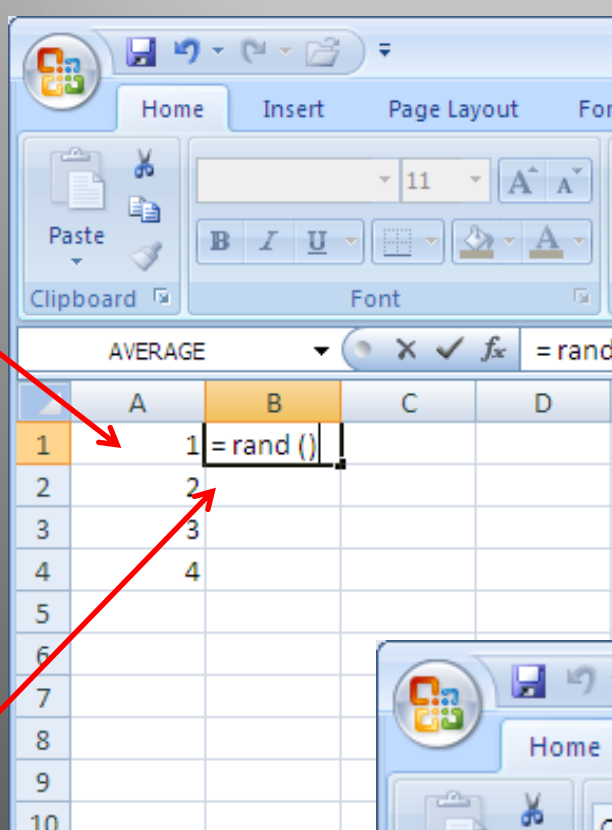 Home Insert Page Layout For
11 A A
Paste B I U A
Clipboard Font
AVERAGE fx = rand
A B C D
1 1 = rand ()
2 2
3 3
4 4
5
6
7
8 Home
9
10